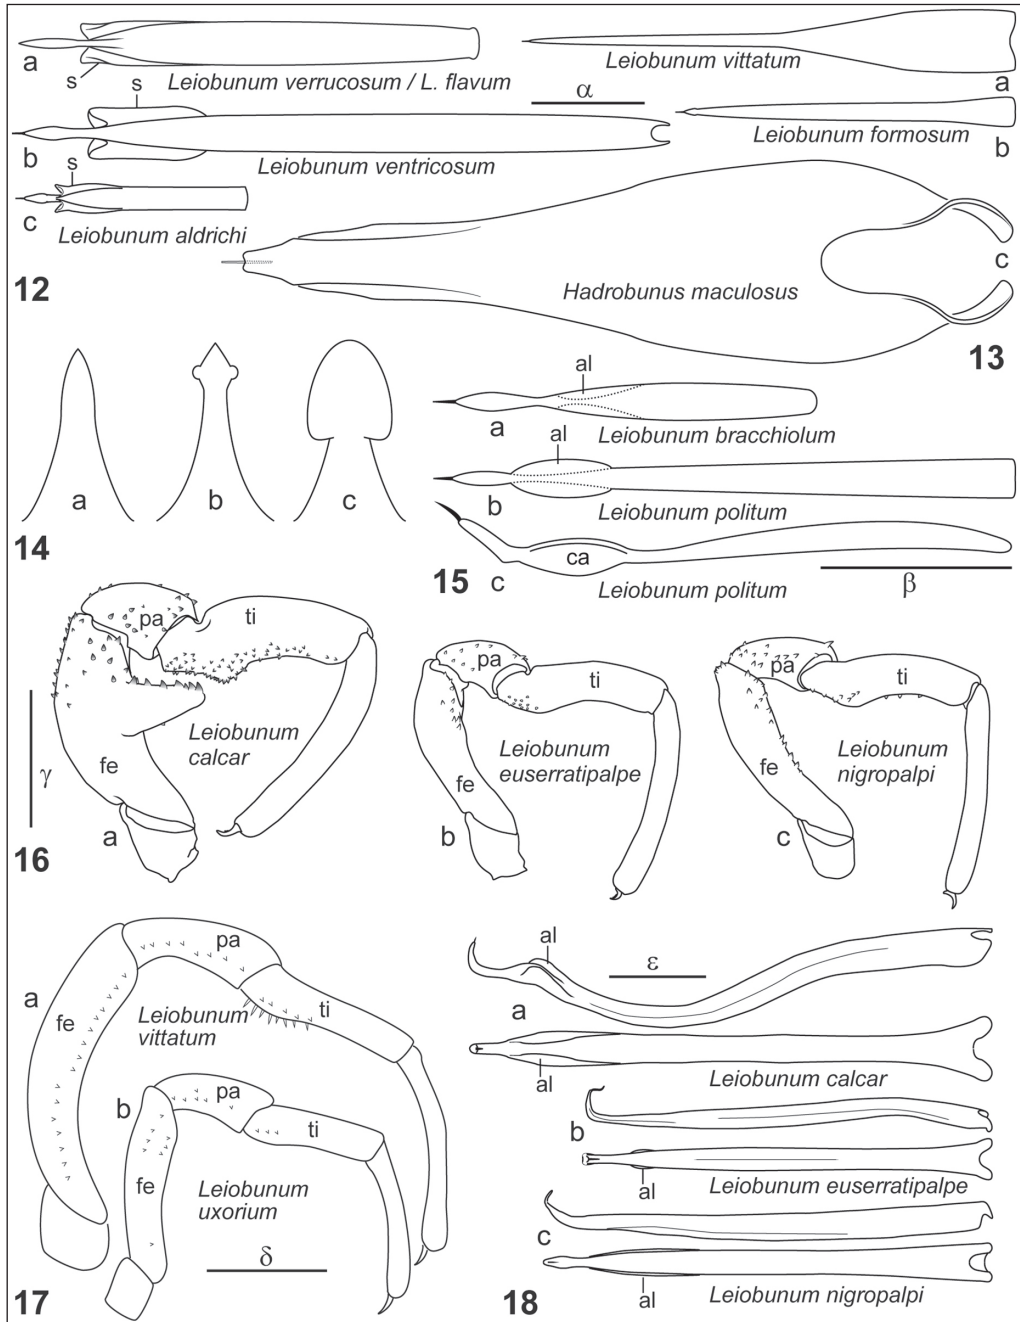 a
s
Leiobunum verrucosum / L. flavum
s
b
Leiobunum ventricosum
s
c
Leiobunum aldrichi
12
α
Leiobunum vittatum
a
Leiobunum formosum
b
Hadrobunus maculosus
c
13
a
b
c
14
al
a
Leiobunum bracchiolum
al
b
Leiobunum politum
ca
c
Leiobunum politum
15
β
pa
ti
Leiobunum
calcar
fe
γ
a
16
pa
ti
Leiobunum
euserratipalpe
fe
b
pa
ti
Leiobunum
nigropalpi
fe
c
a
pa
fe
ti
Leiobunum
vittatum
b
pa
ti
fe
Leiobunum
uxorium
δ
17
al
ε
a
al
Leiobunum calcar
b
al
Leiobunum euserratipalpe
c
al
Leiobunum nigropalpi
18